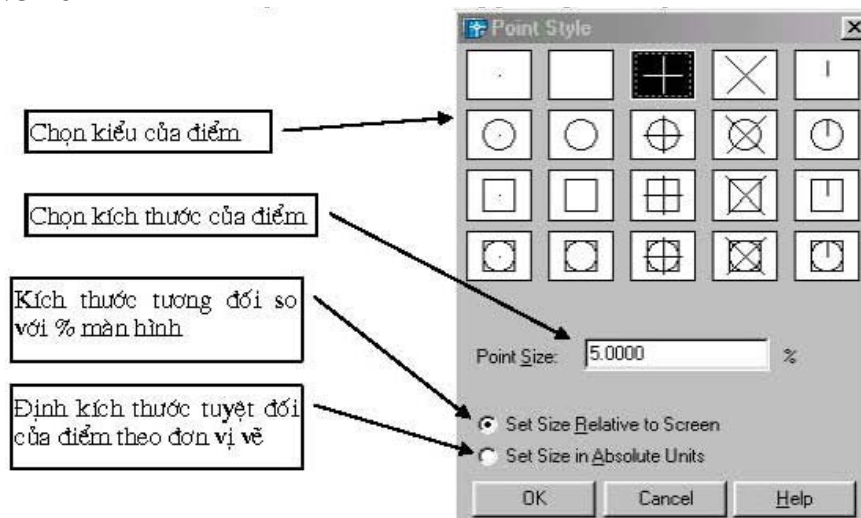 Point Style
Chọn kiểu của điểm
Chọn kích thước của điểm
Kích thước tương đối so
với % màn hình
Point Size: 5.0000 %
Định kích thước tuyệt đối
của điểm theo đơn vị vẽ
Set Size Relative to Screen
Set Size in Absolute Units
OK Cancel Help